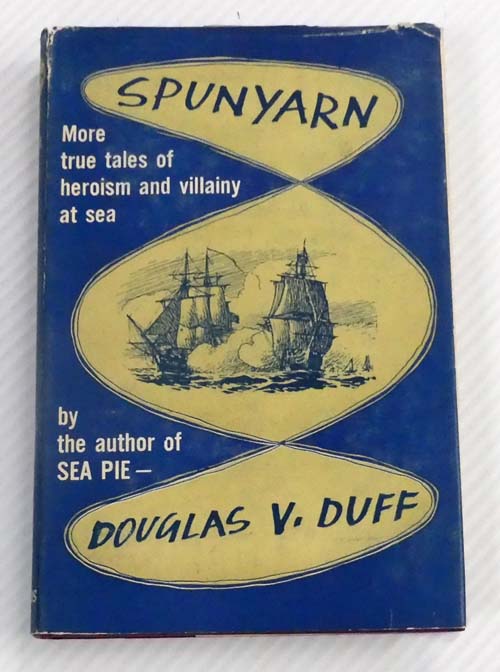 SPUNYARN
More
true tales of
heroism and villainy
at sea
by
the author of
SEA PIE —
DOUGLAS V. DUFF